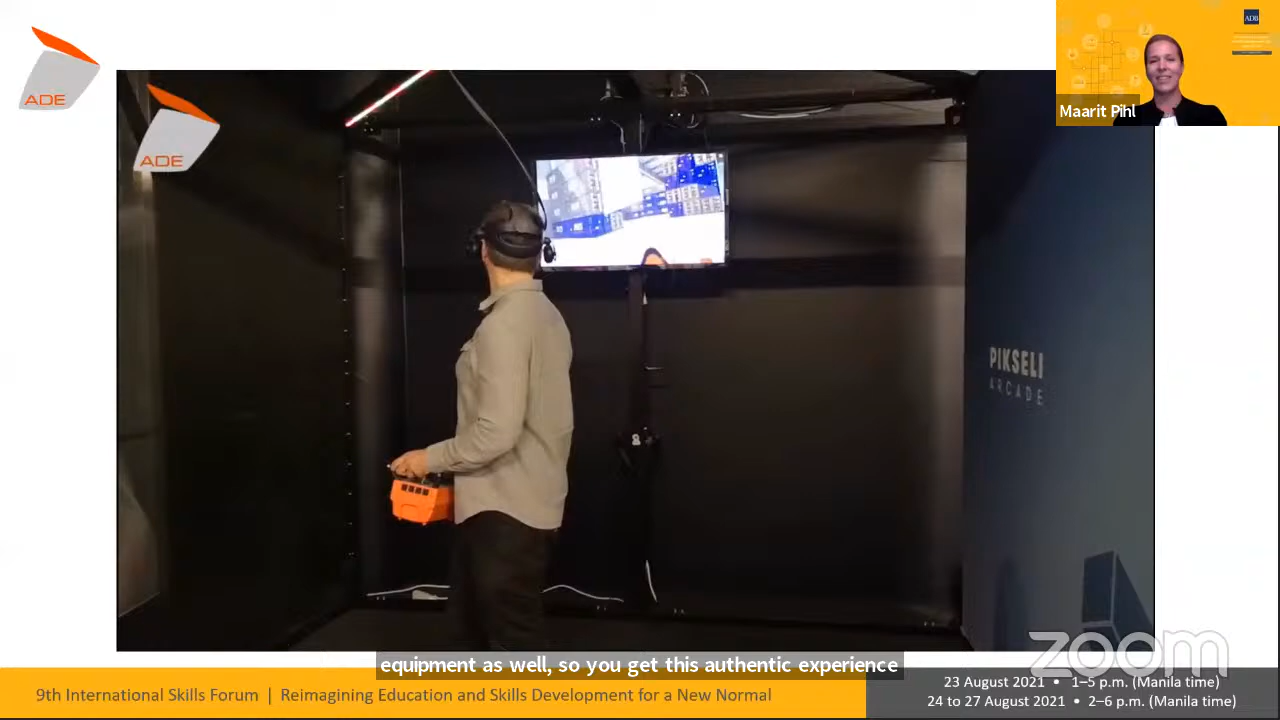 ADE
ADE
ADB
Maarit Pihl
PIKSELI
ARCADE
zoom
equipment as well, so you get this authentic experience
9th International Skills Forum | Reimagining Education and Skills Development for a New Normal
23 August 2021 • 1–5 p.m. (Manila time)
24 to 27 August 2021 • 2–6 p.m. (Manila time)